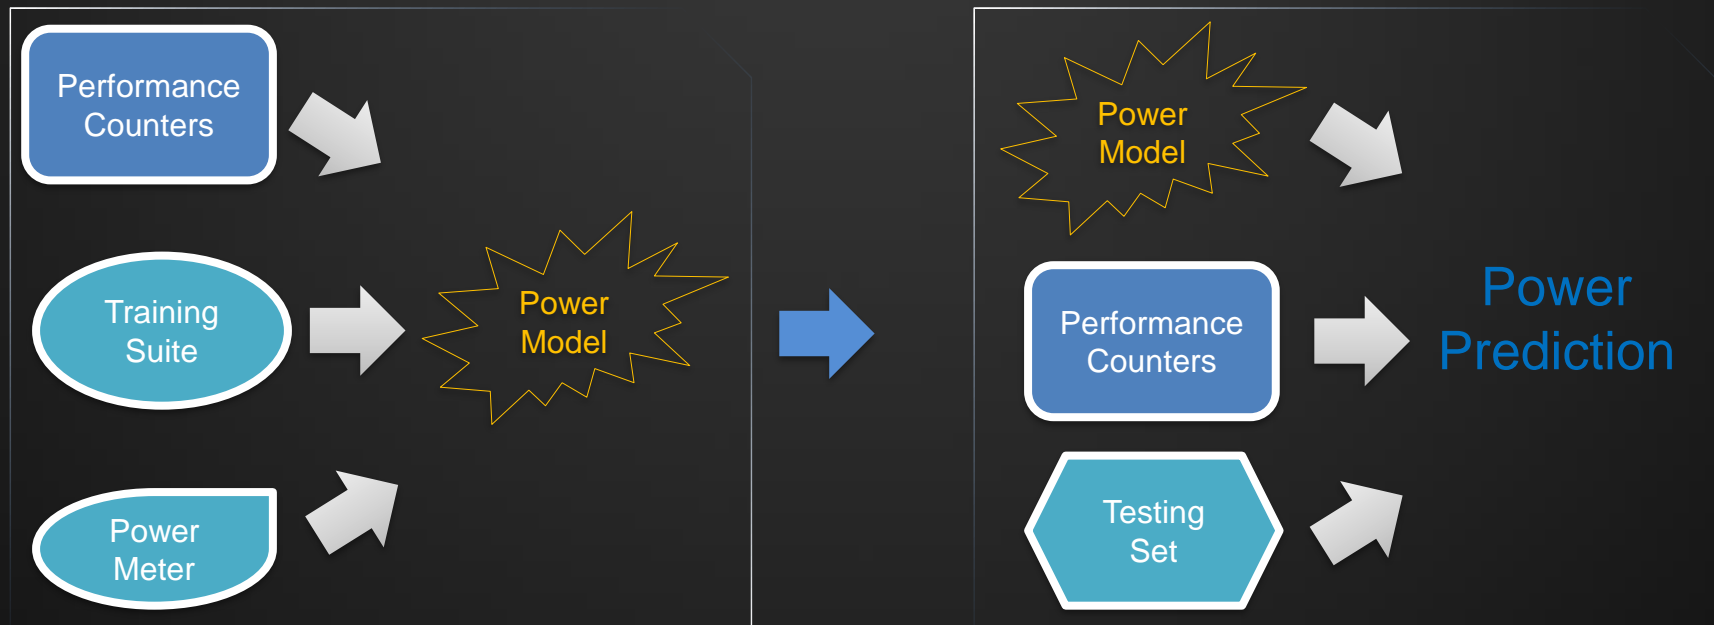 Performance
Counters
Training
Suite
Power
Meter
Power
Model
Power
Model
Performance
Counters
Testing
Set
Power
Prediction